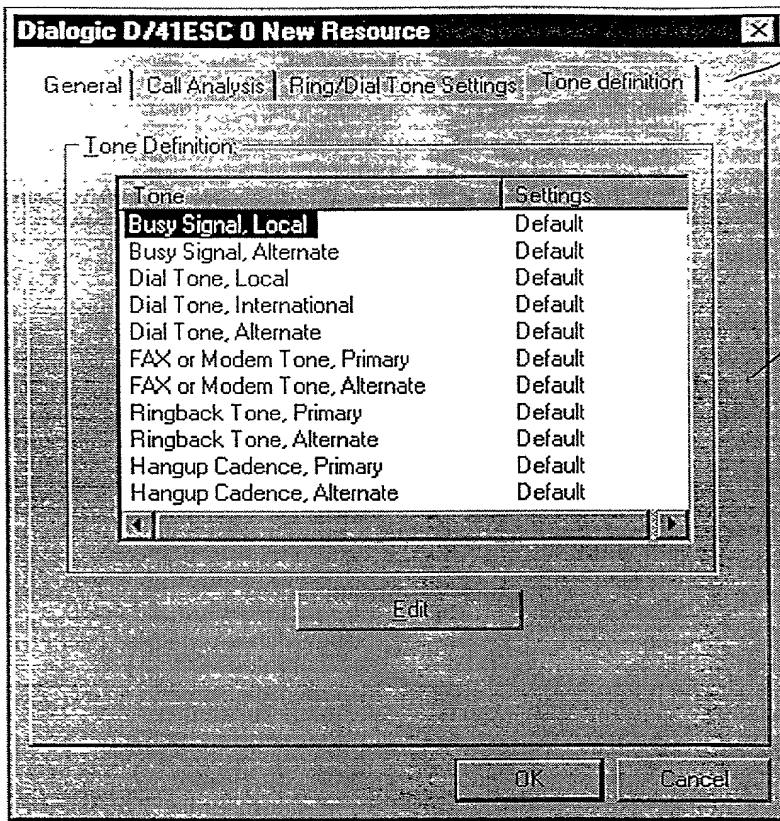 Dialogic D/41ESC 0 New Resource
General Call Analysis Ring/Dial Tone Settings Tone definition
Tone Definition:
Tone Settings
Busy Signal, Local Default
Busy Signal, Alternate Default
Dial Tone, Local Default
Dial Tone, International Default
Dial Tone, Alternate Default
FAX or Modem Tone, Primary Default
FAX or Modem Tone, Alternate Default
Ringback Tone, Primary Default
Ringback Tone, Alternate Default
Hangup Cadence, Primary Default
Hangup Cadence, Alternate Default
Edit
OK Cancel